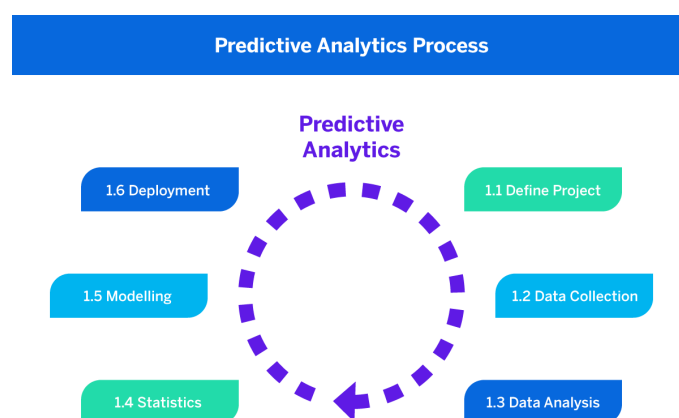 Predictive Analytics Process
Predictive
Analytics
1.6 Deployment
1.1 Define Project
1.5 Modelling
1.2 Data Collection
1.4 Statistics
1.3 Data Analysis